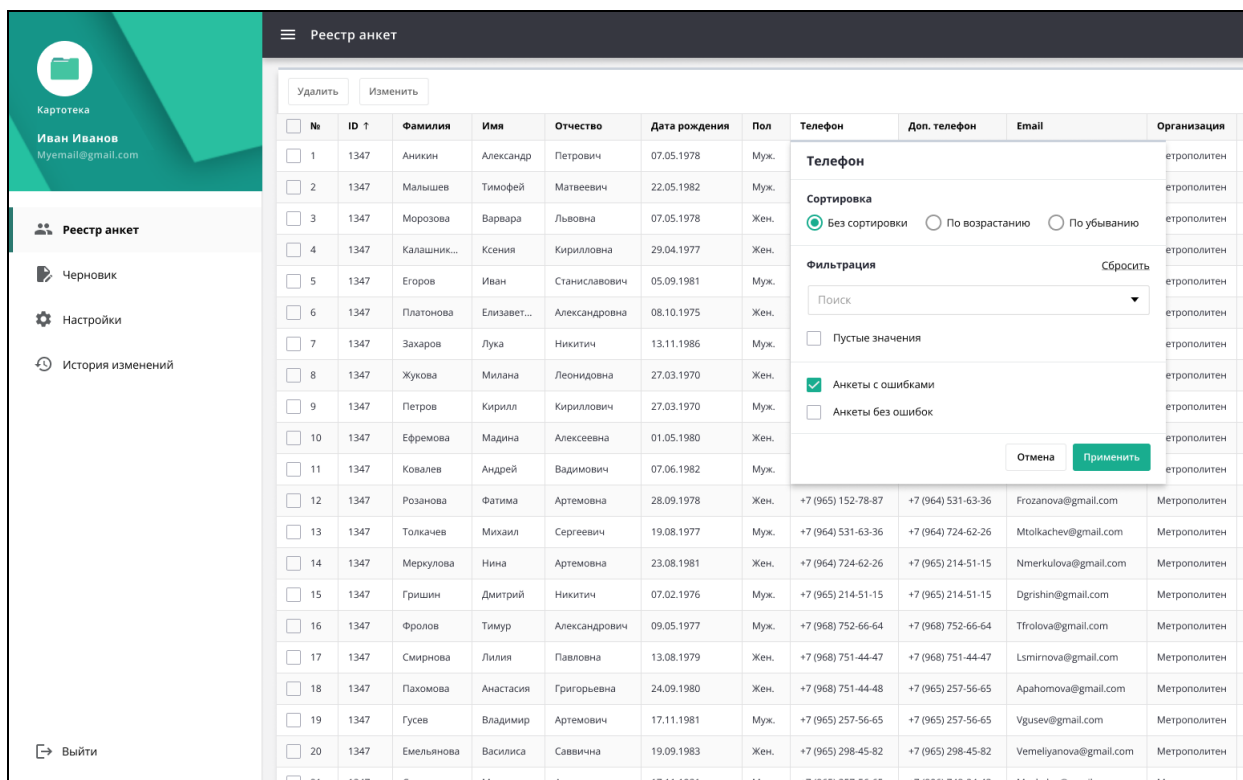 Картотека
Иван Иванов
Myemail@gmail.com
Реестр анкет
Черновик
Настройки
История изменений
Выйти
Реестр анкет
Удалить Изменить
№ ID ↑ Фамилия Имя Отчество Дата рождения Пол Телефон Доп. телефон Email Организация
1 1347 Аникин Александр Петрович 07.05.1978 Муж. етрополитен
2 1347 Малышев Тимофей Матвеевич 22.05.1982 Муж. етрополитен
3 1347 Морозова Варвара Львовна 07.05.1978 Жен. етрополитен
4 1347 Калашник... Ксения Кирилловна 29.04.1977 Жен. етрополитен
5 1347 Егоров Иван Станиславович 05.09.1981 Муж. етрополитен
6 1347 Платонова Елизавет... Александровна 08.10.1975 Жен. етрополитен
7 1347 Захаров Лука Никитич 13.11.1986 Муж. етрополитен
8 1347 Жукова Милана Леонидовна 27.03.1970 Жен. етрополитен
9 1347 Петров Кирилл Кириллович 27.03.1970 Муж. етрополитен
10 1347 Ефремова Мадина Алексеевна 01.05.1980 Жен. етрополитен
11 1347 Ковалев Андрей Вадимович 07.06.1982 Муж. етрополитен
12 1347 Розанова Фатима Артемовна 28.09.1978 Жен. +7 (965) 152-78-87 +7 (964) 531-63-36 Frozanova@gmail.com Метрополитен
13 1347 Толкачев Михаил Сергеевич 19.08.1977 Муж. +7 (964) 531-63-36 +7 (964) 724-62-26 Mtolkachev@gmail.com Метрополитен
14 1347 Меркулова Нина Артемовна 23.08.1981 Жен. +7 (964) 724-62-26 +7 (965) 214-51-15 Nmerkulova@gmail.com Метрополитен
15 1347 Гришин Дмитрий Никитич 07.02.1976 Муж. +7 (965) 214-51-15 +7 (965) 214-51-15 Dgrishin@gmail.com Метрополитен
16 1347 Фролов Тимур Александрович 09.05.1977 Муж. +7 (968) 752-66-64 +7 (968) 752-66-64 Tfrolova@gmail.com Метрополитен
17 1347 Смирнова Лилия Павловна 13.08.1979 Жен. +7 (968) 751-44-47 +7 (968) 751-44-47 Lsmirnova@gmail.com Метрополитен
18 1347 Пахомова Анастасия Григорьевна 24.09.1980 Жен. +7 (968) 751-44-48 +7 (965) 257-56-65 Apahomova@gmail.com Метрополитен
19 1347 Гусев Владимир Артемович 17.11.1981 Муж. +7 (965) 257-56-65 +7 (965) 257-56-65 Vgusev@gmail.com Метрополитен
20 1347 Емельянова Василиса Саввична 19.09.1983 Жен. +7 (965) 298-45-82 +7 (965) 298-45-82 Vemeliyanova@gmail.com Метрополитен
Телефон
Сортировка
Без сортировки По возрастанию По убыванию
Фильтрация Сбросить
Поиск
Пустые значения
Анкеты с ошибками
Анкеты без ошибок
Отмена Применить